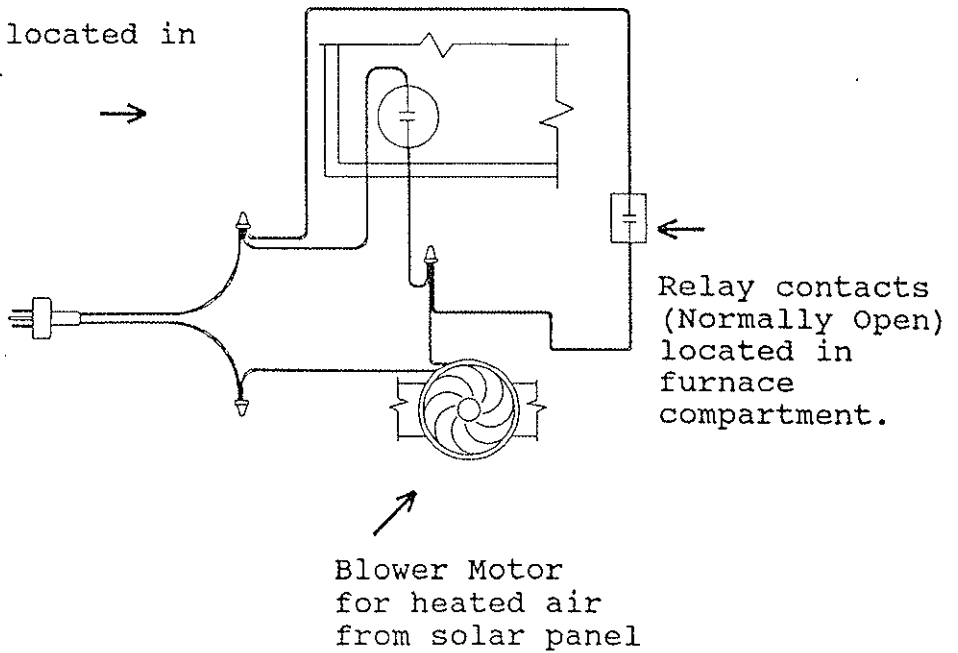 located in
Relay contacts
(Normally Open)
located in
furnace
compartment.
Blower Motor
for heated air
from solar panel